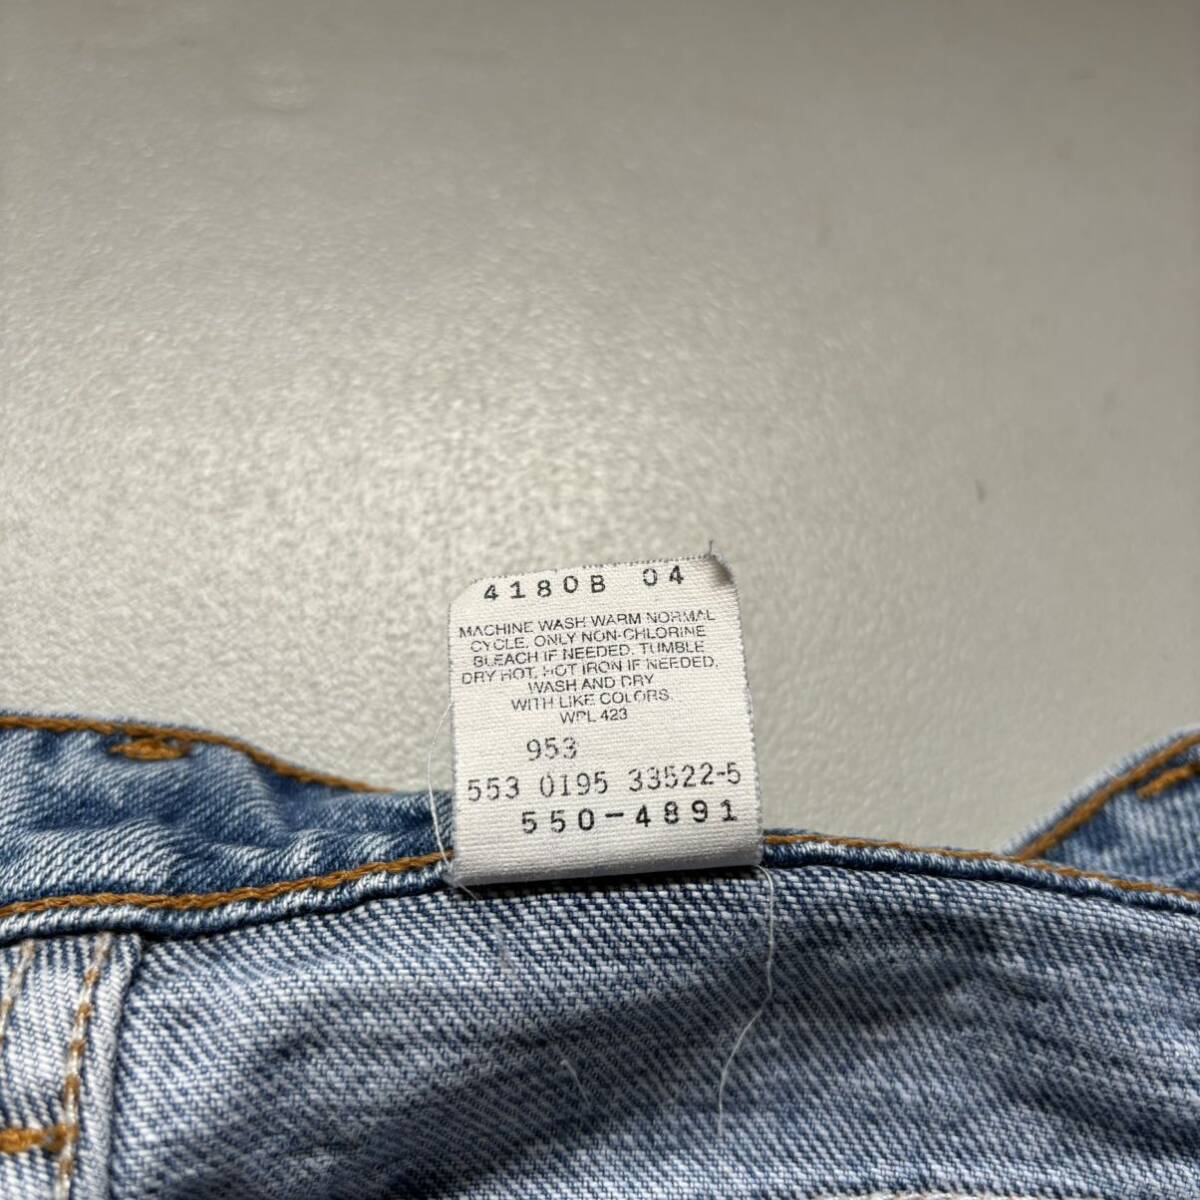 4180B 04
MACHINE WASH WARM NORMAL
CYCLE, ONLY NON-CHLORINE
BLEACH IF NEEDED. TUMBLE
DRY HOT, HOT IRON IF NEEDED,
WASH AND DRY
WITH LIKE COLORS.
WPL 423
953
553 0195 33522-5
550-4891